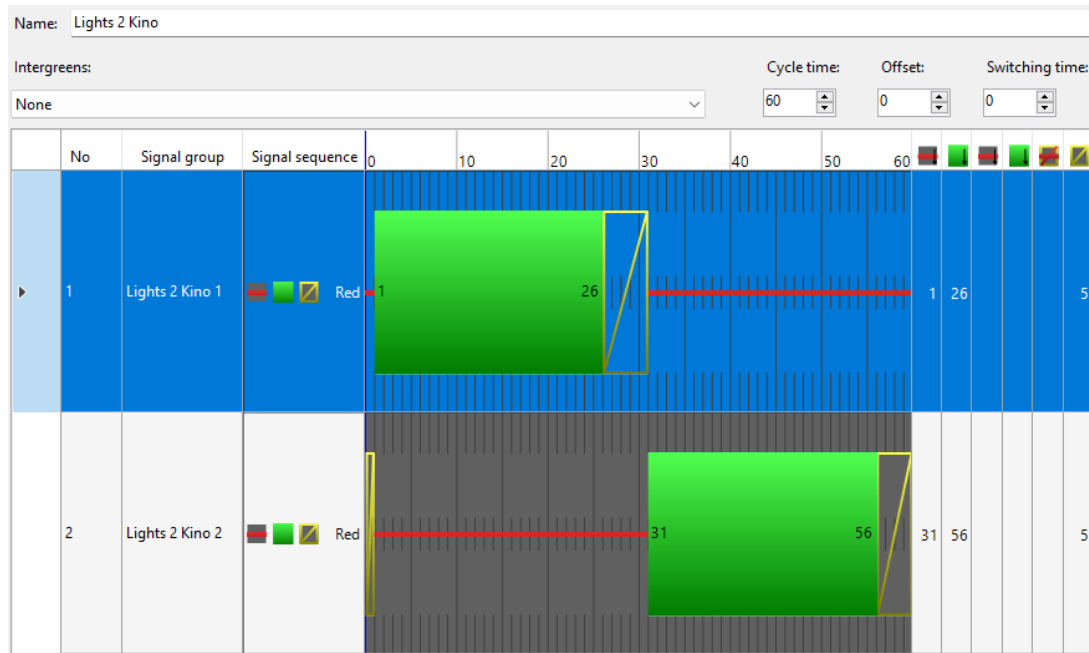 Name: Lights 2 Kino
Intergreens: Cycle time: Offset: Switching time:
None 60 0 0
No Signal group Signal sequence 0 10 20 30 40 50 60
1 Lights 2 Kino 1 Red 1 26 1 26 5
2 Lights 2 Kino 2 Red 31 56 31 56 5